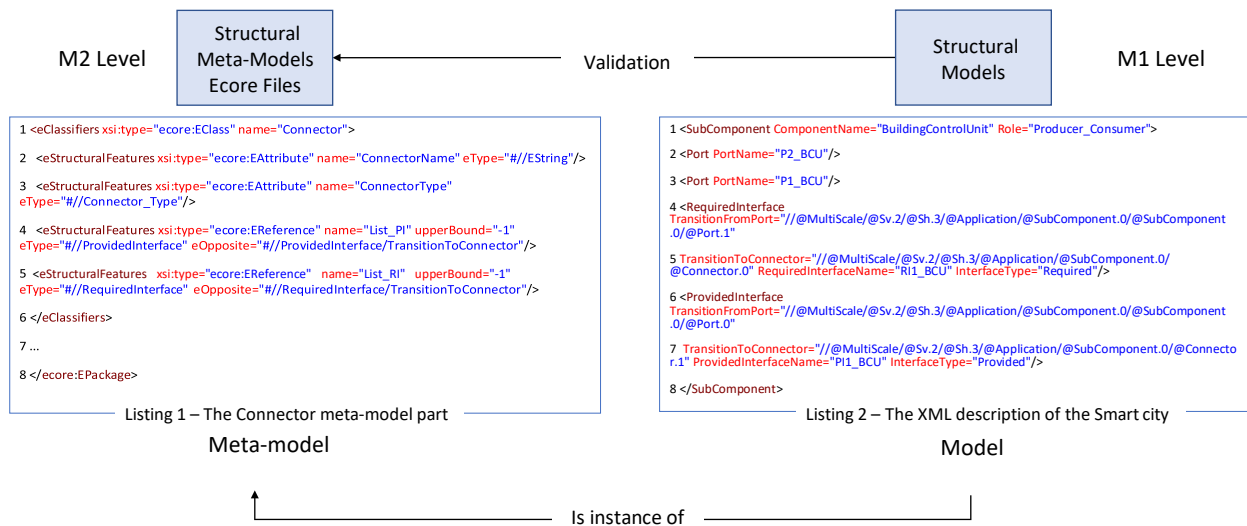 M2 Level
Structural
Meta-Models
Ecore Files
Validation
Structural
Models
M1 Level
1 <eClassifiers xsi:type="ecore:EClass" name="Connector">
2 <eStructuralFeatures xsi:type="ecore:EAttribute" name="ConnectorName" eType="#//EString"/>
3 <eStructuralFeatures xsi:type="ecore:EAttribute" name="ConnectorType"
eType="#//Connector_Type"/>
4 <eStructuralFeatures xsi:type="ecore:EReference" name="List_PI" upperBound="-1"
eType="#//ProvidedInterface" eOpposite="#//ProvidedInterface/TransitionToConnector"/>
5 <eStructuralFeatures xsi:type="ecore:EReference" name="List_RI" upperBound="-1"
eType="#//RequiredInterface" eOpposite="#//RequiredInterface/TransitionToConnector"/>
6 </eClassifiers>
7 ...
8 </ecore:EPackage>
Listing 1 – The Connector meta-model part
Meta-model
1 <SubComponent ComponentName="BuildingControlUnit" Role="Producer_Consumer">
2 <Port PortName="P2_BCU"/>
3 <Port PortName="P1_BCU"/>
4 <RequiredInterface
TransitionFromPort="//@MultiScale/@Sv.2/@Sh.3/@Application/@SubComponent.0/@SubComponent
.0/@Port.1"
5 TransitionToConnector="//@MultiScale/@Sv.2/@Sh.3/@Application/@SubComponent.0/
@Connector.0" RequiredInterfaceName="RI1_BCU" InterfaceType="Required"/>
6 <ProvidedInterface
TransitionFromPort="//@MultiScale/@Sv.2/@Sh.3/@Application/@SubComponent.0/@SubComponent
.0/@Port.0"
7 TransitionToConnector="//@MultiScale/@Sv.2/@Sh.3/@Application/@SubComponent.0/@Connecto
r.1" ProvidedInterfaceName="PI1_BCU" InterfaceType="Provided"/>
8 </SubComponent>
Listing 2 – The XML description of the Smart city
Model
Is instance of